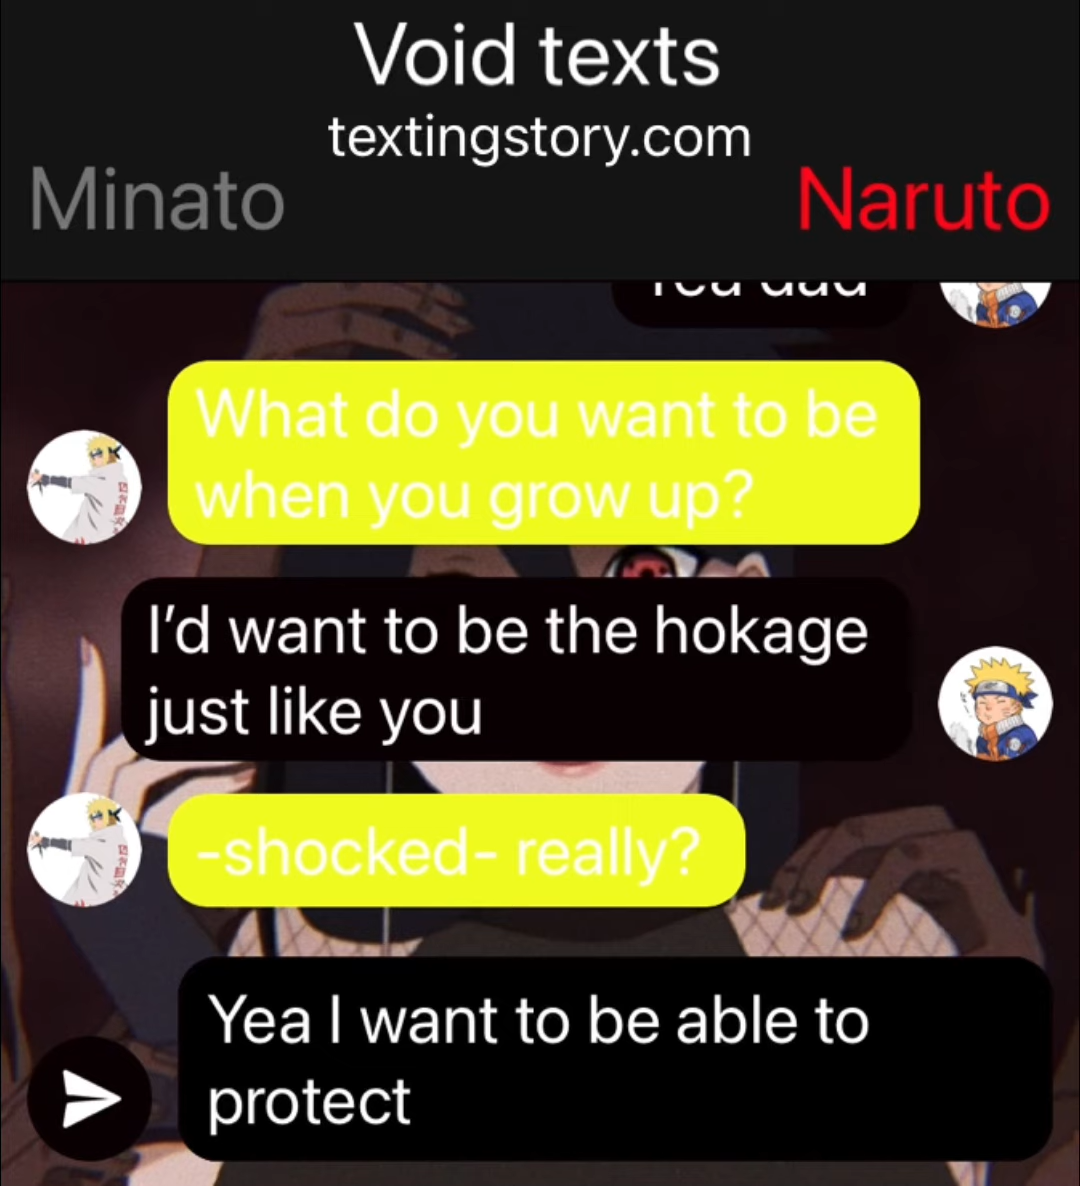 Void texts
textingstory.com
Minato
Naruto
dad
What do you want to be
when you grow up?
I'd want to be the hokage
just like you
-shocked- really?
Yea I want to be able to
protect